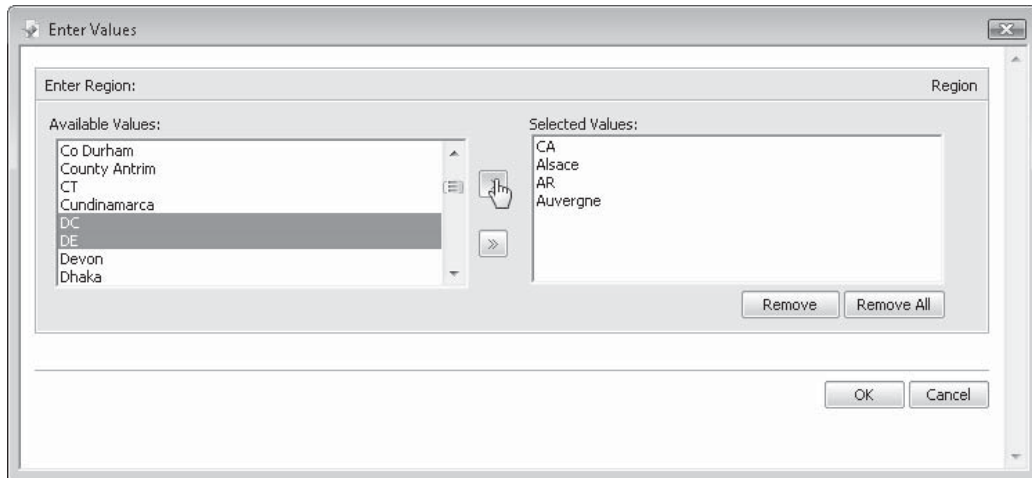 Enter Values
Enter Region:
Region
Available Values:
Co Durham
County Antrim
CT
Cundinamarca
DC
DE
Devon
Dhaka
Selected Values:
CA
Alsace
AR
Auvergne
Remove
Remove All
OK
Cancel